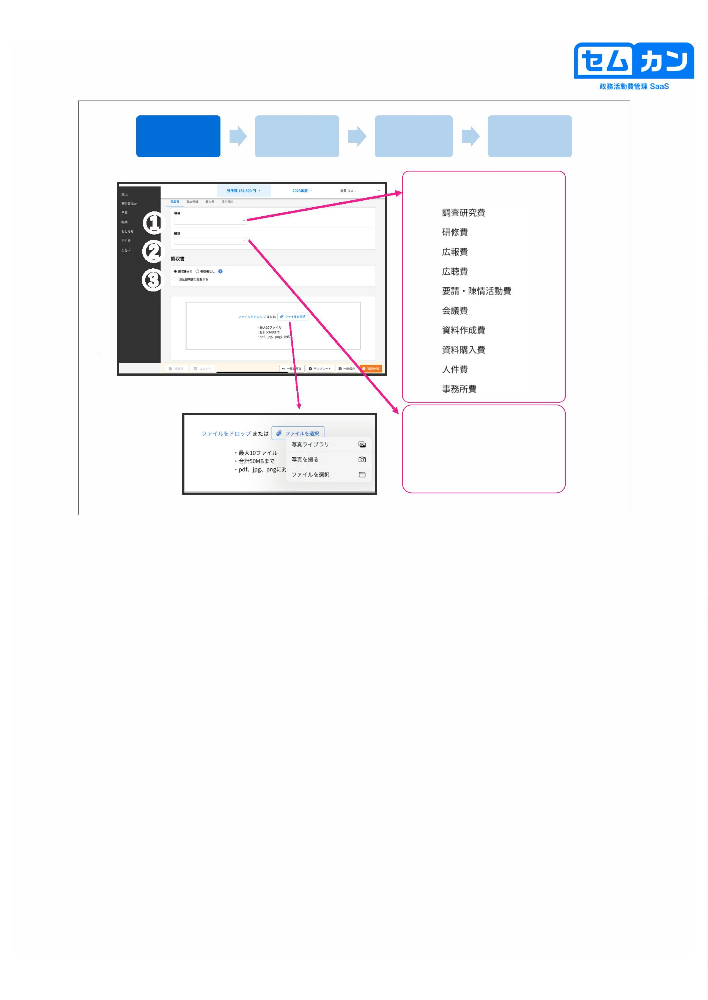 セムカン
政務活動費管理 SaaS
残予算 134,500 円
2023年度
議員 001
支出
報告書ほか
予算
帳票
おしらせ
手引き
ヘルプ
領収書 基本情報 報告書 添付資料
①
項目
②
細目
領収書
③
領収書あり 領収書なし ?
支払証明書に記載する
ファイルをドロップ または ファイルを選択
・最大10ファイル
・合計50MBまで
・pdf、jpg、pngに対応
領収書 コメント 一覧に戻る テンプレート 一時保存 確認申請
調査研究費
研修費
広報費
広聴費
要請・陳情活動費
会議費
資料作成費
資料購入費
人件費
事務所費
ファイルをドロップ または ファイルを選択
・最大10ファイル
・合計50MBまで
・pdf、jpg、pngに対
写真ライブラリ
写真を撮る
ファイルを選択